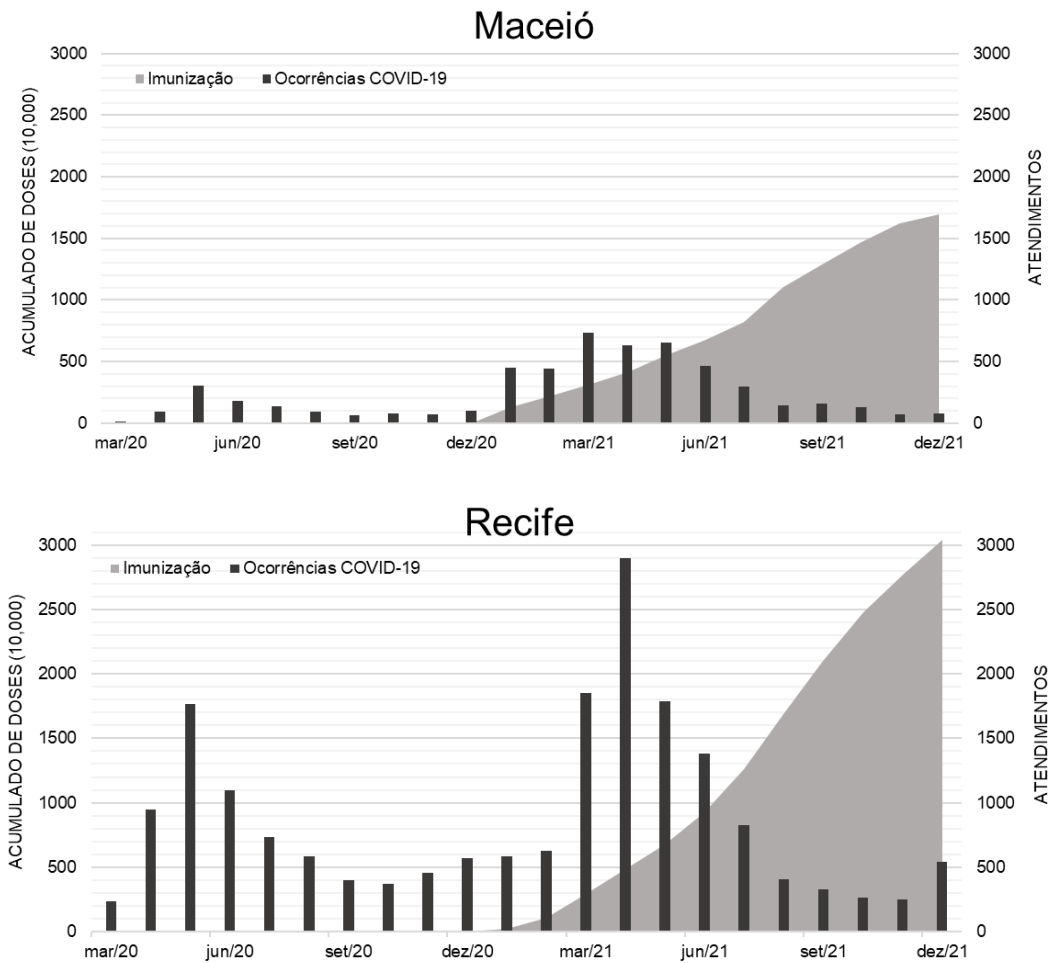 Maceió
Imunização Ocorrências COVID-19
ACUMULADO DE DOSES (10,000)
3000
2500
2000
1500
1000
500
0
3000
2500
2000
1500
1000
500
0
ATENDIMENTOS
mar/20 jun/20 set/20 dez/20 mar/21 jun/21 set/21 dez/21
Recife
Imunização Ocorrências COVID-19
ACUMULADO DE DOSES (10,000)
3000
2500
2000
1500
1000
500
0
3000
2500
2000
1500
1000
500
0
ATENDIMENTOS
mar/20 jun/20 set/20 dez/20 mar/21 jun/21 set/21 dez/21